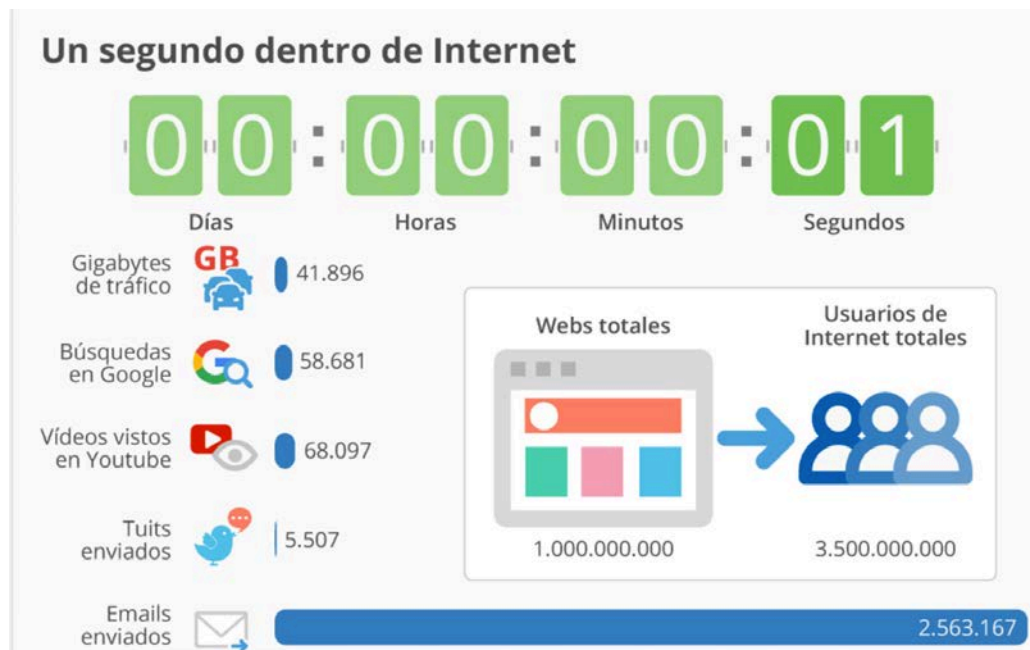 Un segundo dentro de Internet
00:00:00:01
Días Horas Minutos Segundos
Gigabytes
de tráfico
GB
41.896
Búsquedas
en Google
G
58.681
Vídeos vistos
en Youtube
68.097
Tuits
enviados
5.507
Emails
enviados
2.563.167
Webs totales
1.000.000.000
Usuarios de
Internet totales
3.500.000.000